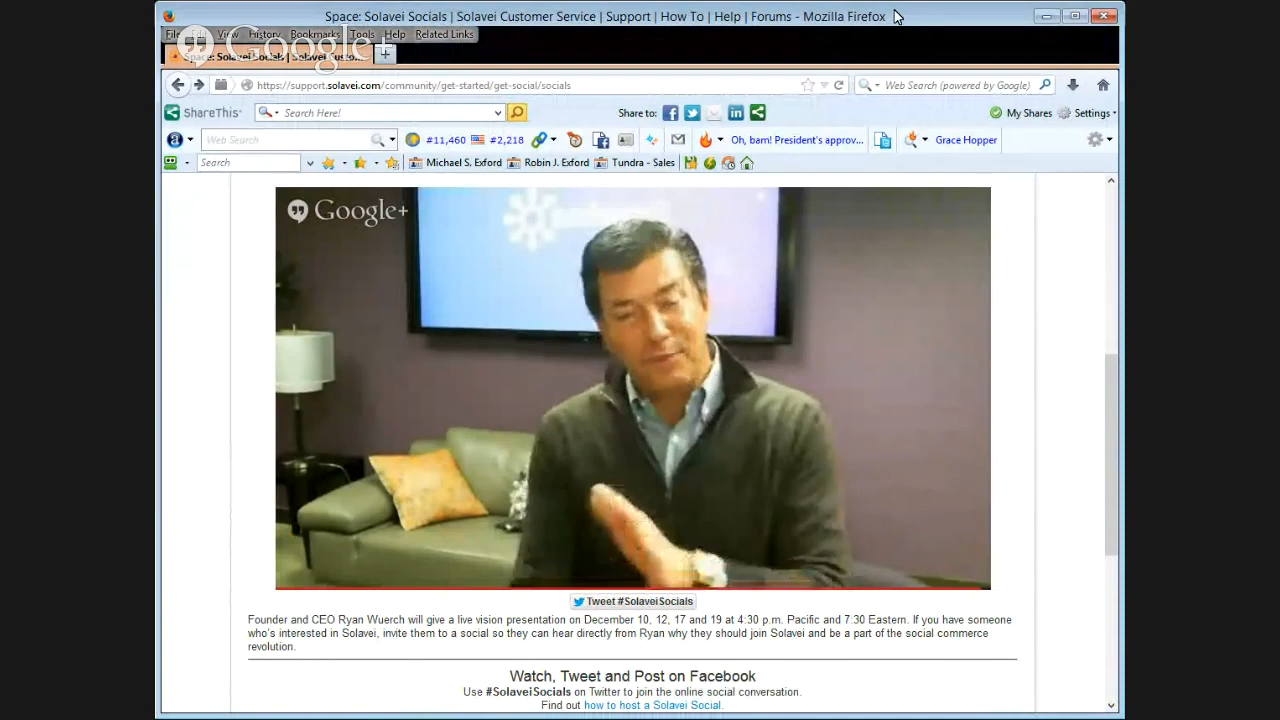 Space: Solavei Socials | Solavei Customer Service | Support | How To | Help | Forums - Mozilla Firefox
File View History Bookmarks Tools Help Related Links
Google+
Space: Solavei Socials | Solavei Custom...
https://support.solavei.com/community/get-started/get-social/socials
Web Search (powered by Google)
ShareThis
Search Here!
Share to:
My Shares
Settings
Web Search
#11,460
#2,218
Oh, bam! President's approv...
Grace Hopper
Search
Michael S. Exford
Robin J. Exford
Tundra - Sales
Google+
Tweet #SolaveiSocials
Founder and CEO Ryan Wuerch will give a live vision presentation on December 10, 12, 17 and 19 at 4:30 p.m. Pacific and 7:30 Eastern. If you have someone
who's interested in Solavei, invite them to a social so they can hear directly from Ryan why they should join Solavei and be a part of the social commerce
revolution.
Watch, Tweet and Post on Facebook
Use #SolaveiSocials on Twitter to join the online social conversation.
Find out how to host a Solavei Social.